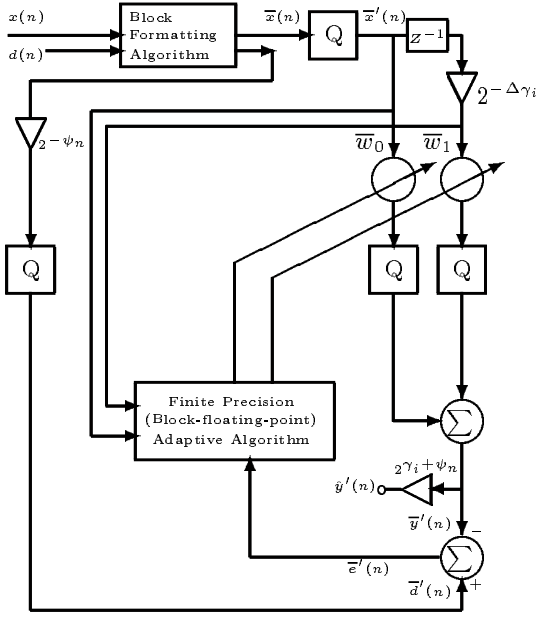 x(n)
d(n)
Block
Formatting
Algorithm
x̅(n)
Q
x̅′(n)
z⁻¹
2^{−Δγᵢ}
2^{−ψₙ}
w̅₀
w̅₁
Q
Q
Q
Finite Precision
(Block-floating-point)
Adaptive Algorithm
Σ
ŷ′(n)
2^{γᵢ+ψₙ}
y̅′(n)
−
Σ
e̅′(n)
d̅′(n)
+